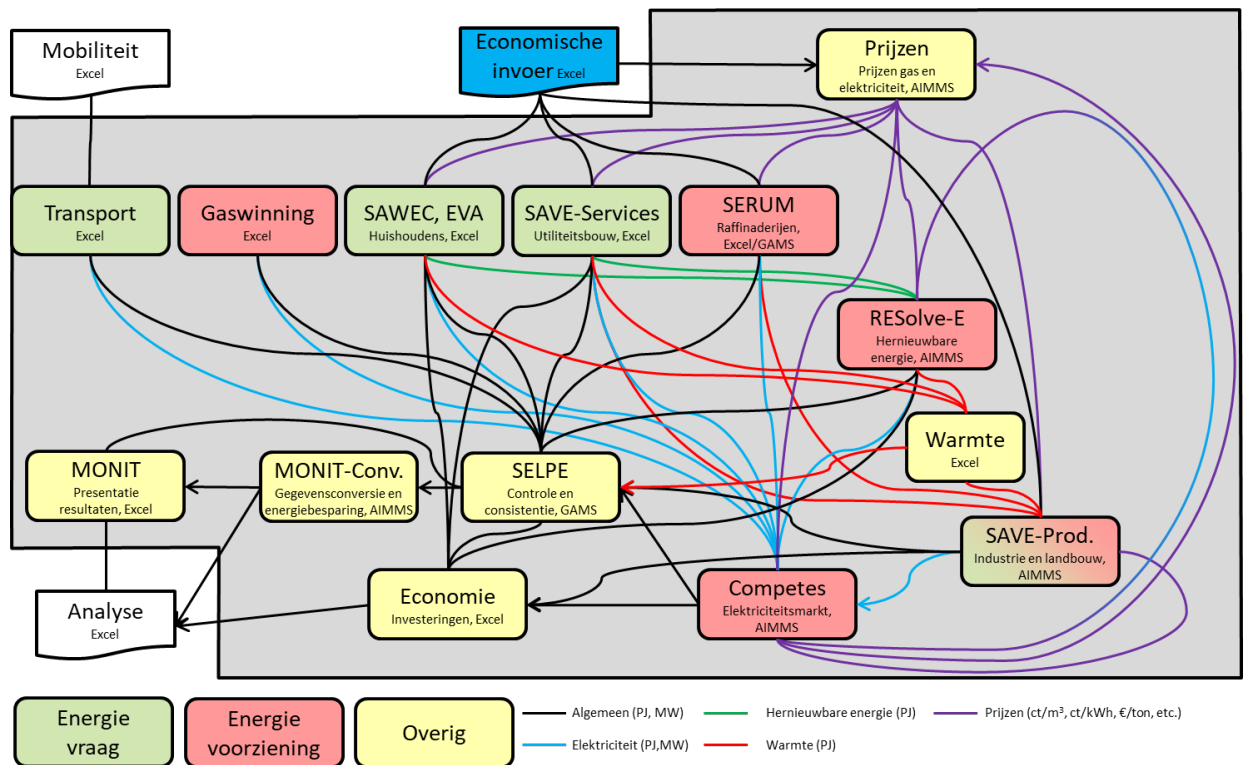 Mobiliteit
Excel
Economische
invoer Excel
Prijzen
Prijzen gas en
elektriciteit, AIMMS
Transport
Excel
Gaswinning
Excel
SAWEC, EVA
Huishoudens, Excel
SAVE-Services
Utiliteitsbouw, Excel
SERUM
Raffinaderijen,
Excel/GAMS
RESolve-E
Hernieuwbare
energie, AIMMS
Warmte
Excel
MONIT
Presentatie
resultaten, Excel
MONIT-Conv.
Gegevensconversie en
energiebesparing, AIMMS
SELPE
Controle en
consistentie, GAMS
SAVE-Prod.
Industrie en landbouw,
AIMMS
Analyse
Excel
Economie
Investeringen, Excel
Competes
Elektriciteitsmarkt,
AIMMS
Energie
vraag
Energie
voorziening
Overig
Algemeen (PJ, MW)
Hernieuwbare energie (PJ)
Prijzen (ct/m³, ct/kWh, €/ton, etc.)
Elektriciteit (PJ,MW)
Warmte (PJ)